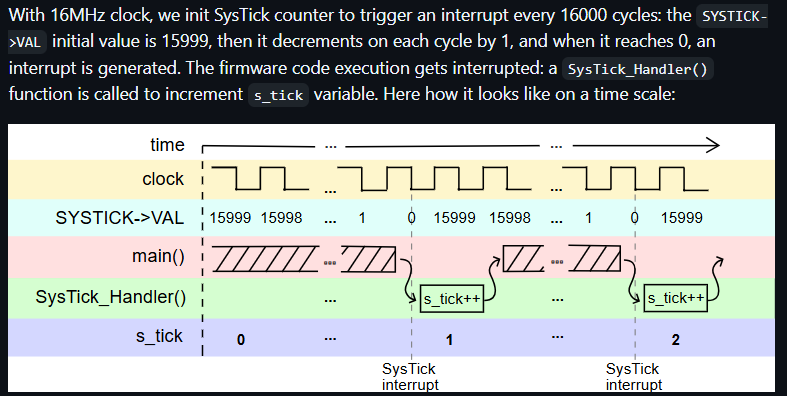 With 16MHz clock, we init SysTick counter to trigger an interrupt every 16000 cycles: the SYSTICK-
>VAL initial value is 15999, then it decrements on each cycle by 1, and when it reaches 0, an
interrupt is generated. The firmware code execution gets interrupted: a SysTick_Handler()
function is called to increment s_tick variable. Here how it looks like on a time scale:
time ... ...
clock ... ...
SYSTICK->VAL 15999 15998 ... 1 0 15999 15998 ... 1 0 15999
main() ... ...
SysTick_Handler() ... s_tick++ ... s_tick++
s_tick 0 ... 1 ... 2
SysTick SysTick
interrupt interrupt